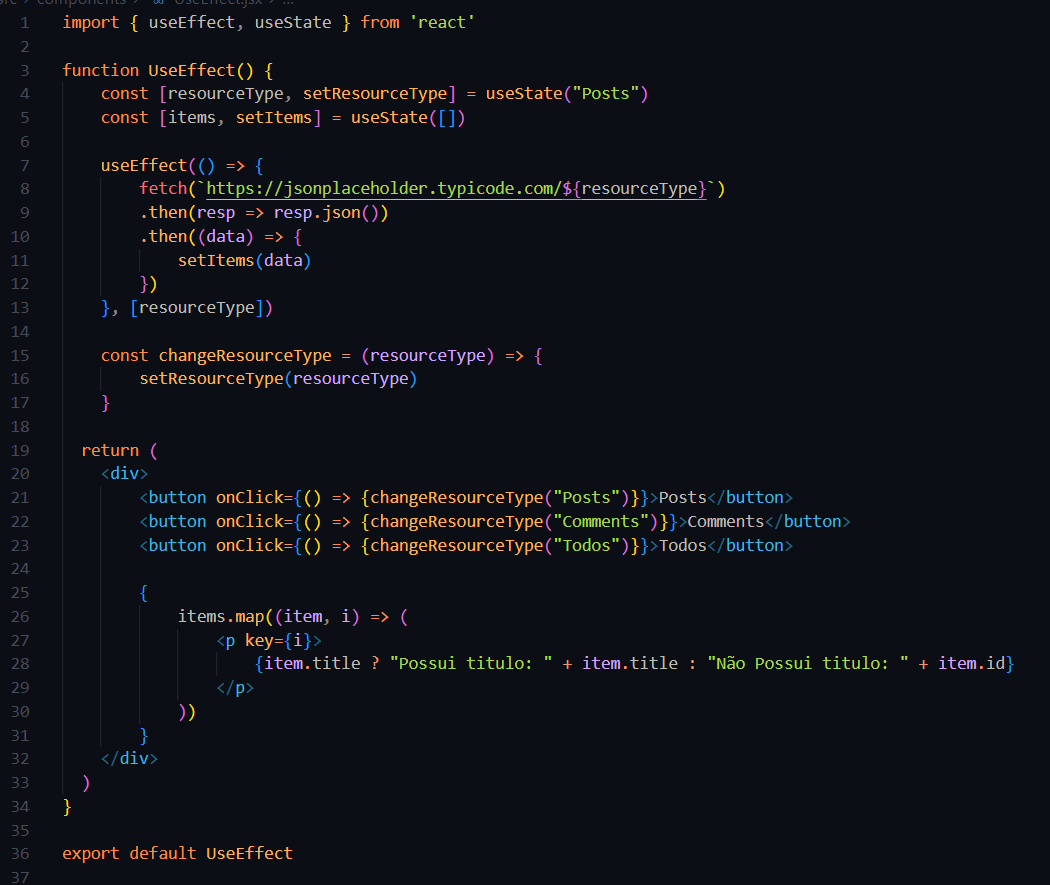 src > components > UseEffect.jsx > ...
1 import { useEffect, useState } from 'react'
2
3 function UseEffect() {
4 const [resourceType, setResourceType] = useState("Posts")
5 const [items, setItems] = useState([])
6
7 useEffect(() => {
8 fetch(`https://jsonplaceholder.typicode.com/${resourceType}`)
9 .then(resp => resp.json())
10 .then((data) => {
11 setItems(data)
12 })
13 }, [resourceType])
14
15 const changeResourceType = (resourceType) => {
16 setResourceType(resourceType)
17 }
18
19 return (
20 <div>
21 <button onClick={() => {changeResourceType("Posts")}}>Posts</button>
22 <button onClick={() => {changeResourceType("Comments")}}>Comments</button>
23 <button onClick={() => {changeResourceType("Todos")}}>Todos</button>
24
25 {
26 items.map((item, i) => (
27 <p key={i}>
28 {item.title ? "Possui titulo: " + item.title : "Não Possui titulo: " + item.id}
29 </p>
30 ))
31 }
32 </div>
33 )
34 }
35
36 export default UseEffect
37